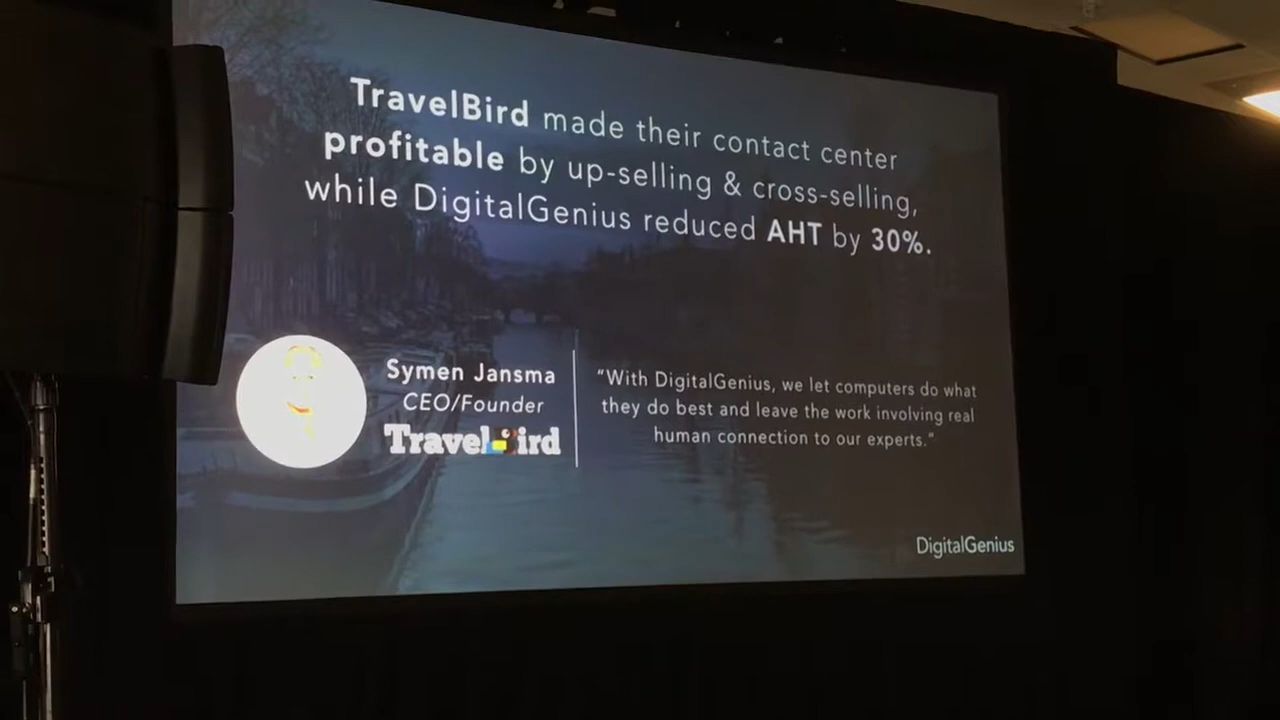 TravelBird made their contact center
profitable by up-selling & cross-selling,
while DigitalGenius reduced AHT by 30%.
Symen Jansma
CEO/Founder
TravelBird
"With DigitalGenius, we let computers do what
they do best and leave the work involving real
human connection to our experts."
DigitalGenius